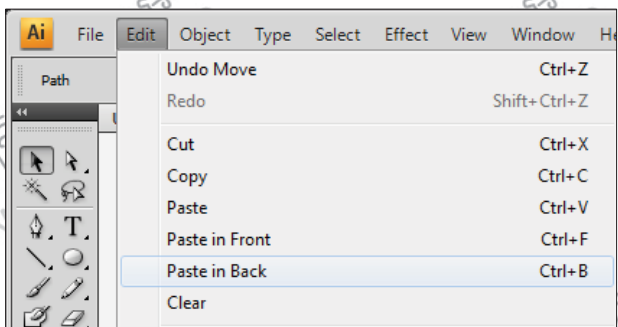 Ai File Edit Object Type Select Effect View Window
Path
Undo Move Ctrl+Z
Redo Shift+Ctrl+Z
Cut Ctrl+X
Copy Ctrl+C
Paste Ctrl+V
Paste in Front Ctrl+F
Paste in Back Ctrl+B
Clear
T